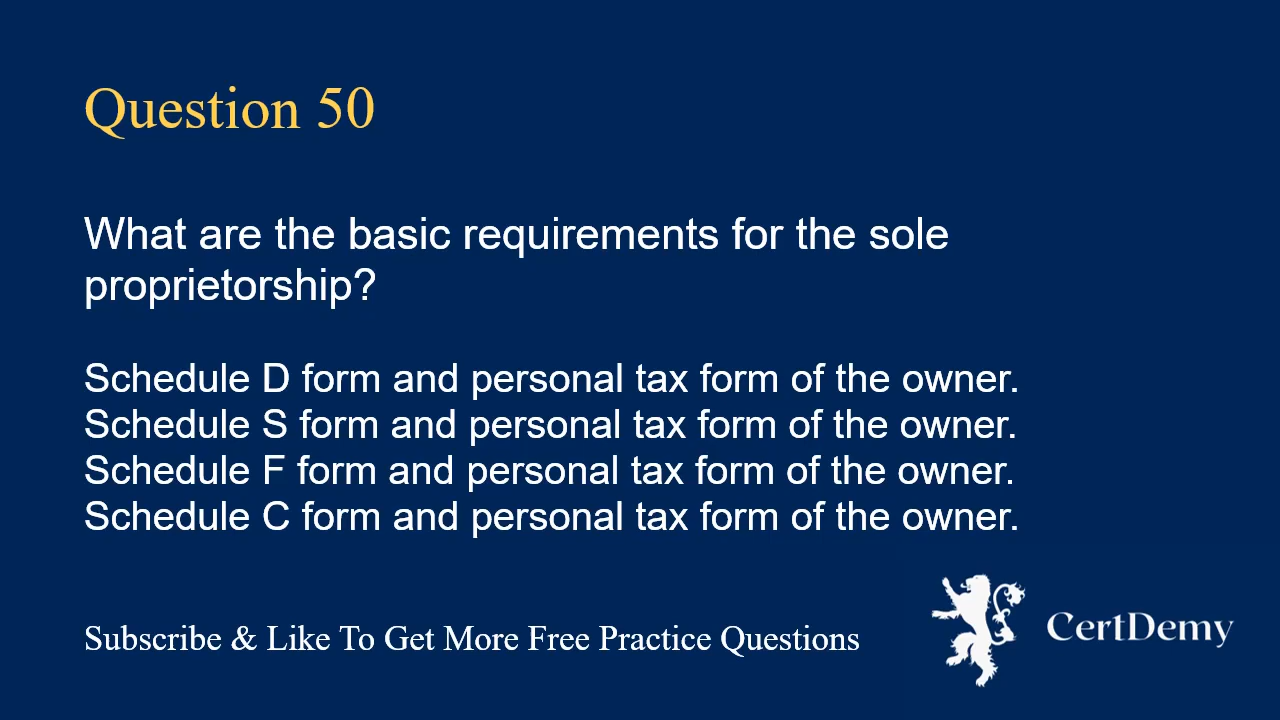 Question 50
What are the basic requirements for the sole
proprietorship?
Schedule D form and personal tax form of the owner.
Schedule S form and personal tax form of the owner.
Schedule F form and personal tax form of the owner.
Schedule C form and personal tax form of the owner.
Subscribe & Like To Get More Free Practice Questions
CertDemy